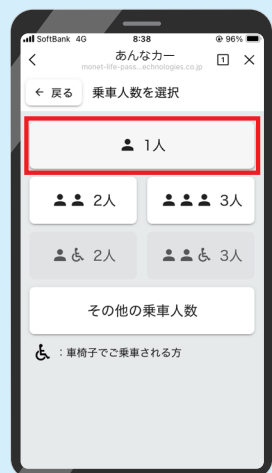 SoftBank 4G 8:38 96%
あんなカー
monet-life-pass...echnologies.co.jp
1
← 戻る 乗車人数を選択
1人
2人 3人
2人 3人
その他の乗車人数
：車椅子でご乗車される方